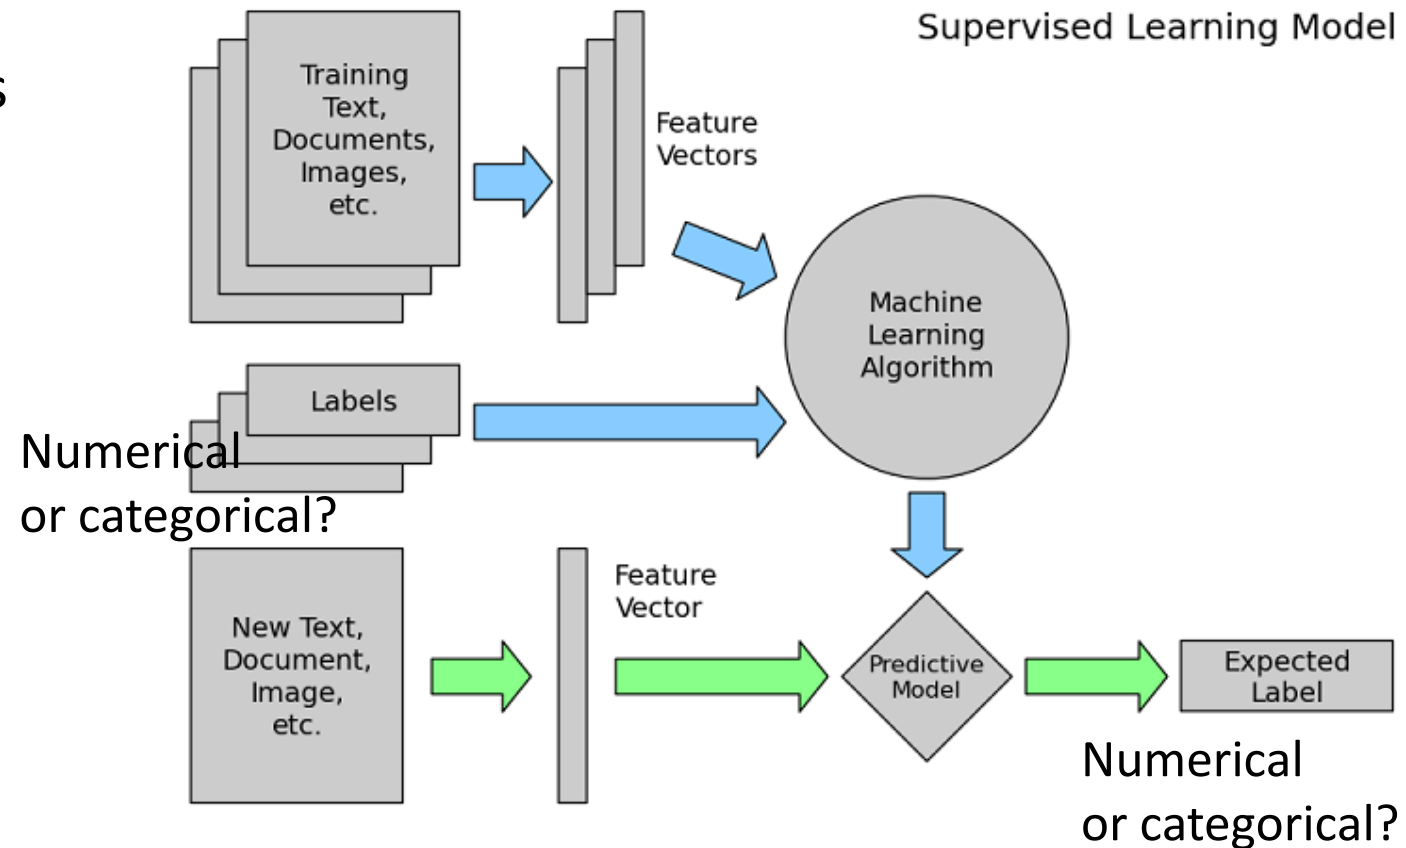 Supervised Learning Model
s
Training
Text,
Documents,
Images,
etc.
Feature
Vectors
Machine
Learning
Algorithm
Labels
Numerical
or categorical?
New Text,
Document,
Image,
etc.
Feature
Vector
Predictive
Model
Expected
Label
Numerical
or categorical?